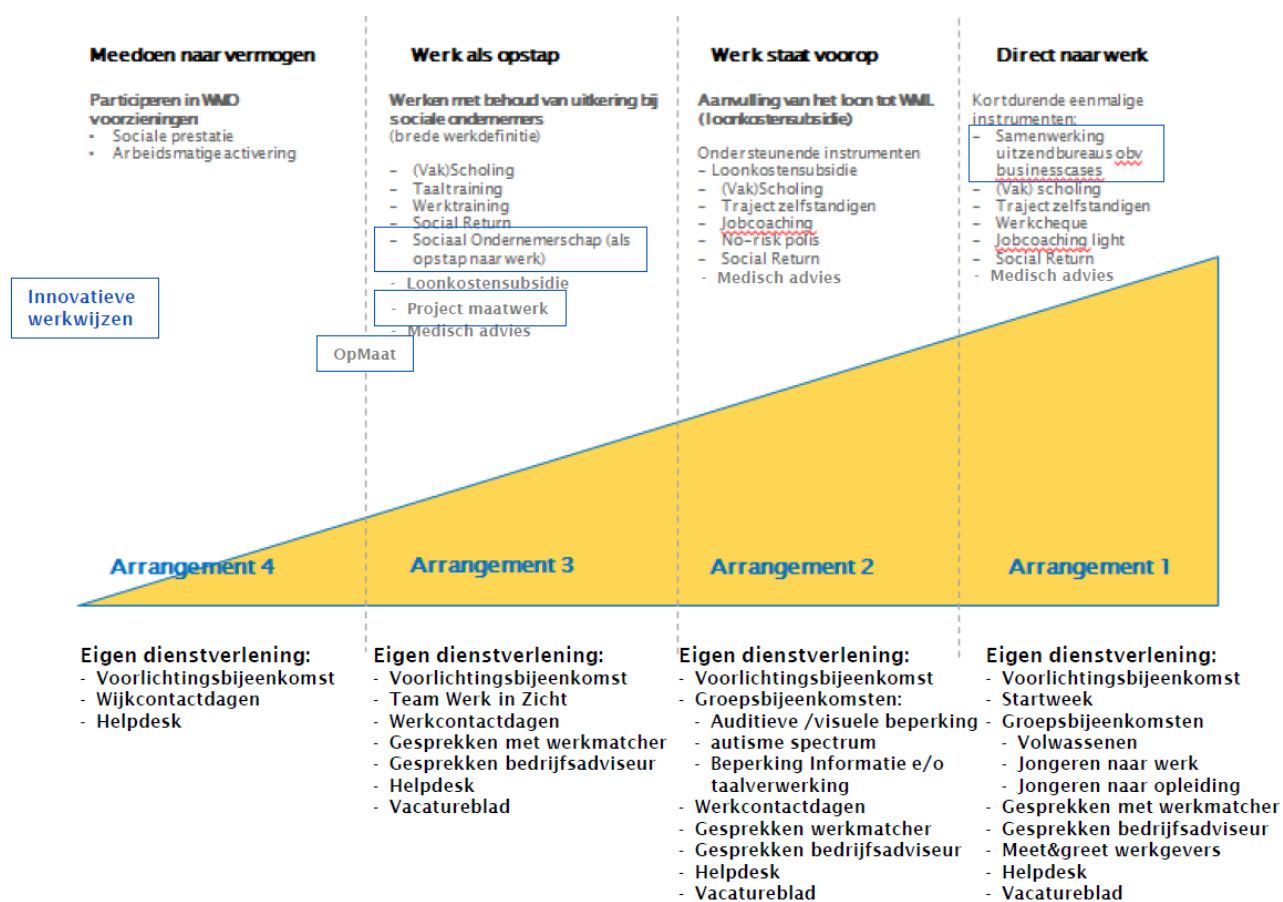 Meedoen naar vermogen
Participeren in WMO
voorzieningen
• Sociale prestatie
• Arbeidsmatige activering
Werk als opstap
Werken met behoud van uitkering bij
sociale ondernemers
(brede werkdefinitie)
– (Vak)Scholing
– Taaltraining
– Werktraining
– Social Return
– Sociaal Ondernemerschap (als
opstap naar werk)
- Loonkostensubsidie
- Project maatwerk
- Medisch advies
Werk staat voorop
Aanvulling van het loon tot WML
(loonkostensubsidie)
Ondersteunende instrumenten
– Loonkostensubsidie
– (Vak)Scholing
– Traject zelfstandigen
– Jobcoaching
– No-risk polis
– Social Return
- Medisch advies
Direct naar werk
Kortdurende eenmalige
instrumenten:
– Samenwerking
uitzendbureaus obv
businesscases
– (Vak) scholing
– Traject zelfstandigen
– Werkcheque
– Jobcoaching light
– Social Return
- Medisch advies
Innovatieve
werkwijzen
OpMaat
Arrangement 4
Arrangement 3
Arrangement 2
Arrangement 1
Eigen dienstverlening:
- Voorlichtingsbijeenkomst
- Wijkcontactdagen
- Helpdesk
Eigen dienstverlening:
- Voorlichtingsbijeenkomst
- Team Werk in Zicht
- Werkcontactdagen
- Gesprekken met werkmatcher
- Gesprekken bedrijfsadviseur
- Helpdesk
- Vacatureblad
Eigen dienstverlening:
- Voorlichtingsbijeenkomst
- Groepsbijeenkomsten:
- Auditieve /visuele beperking
- autisme spectrum
- Beperking Informatie e/o
taalverwerking
- Werkcontactdagen
- Gesprekken werkmatcher
- Gesprekken bedrijfsadviseur
- Helpdesk
- Vacatureblad
Eigen dienstverlening:
- Voorlichtingsbijeenkomst
- Startweek
- Groepsbijeenkomsten
- Volwassenen
- Jongeren naar werk
- Jongeren naar opleiding
- Gesprekken met werkmatcher
- Gesprekken bedrijfsadviseur
- Meet&greet werkgevers
- Helpdesk
- Vacatureblad